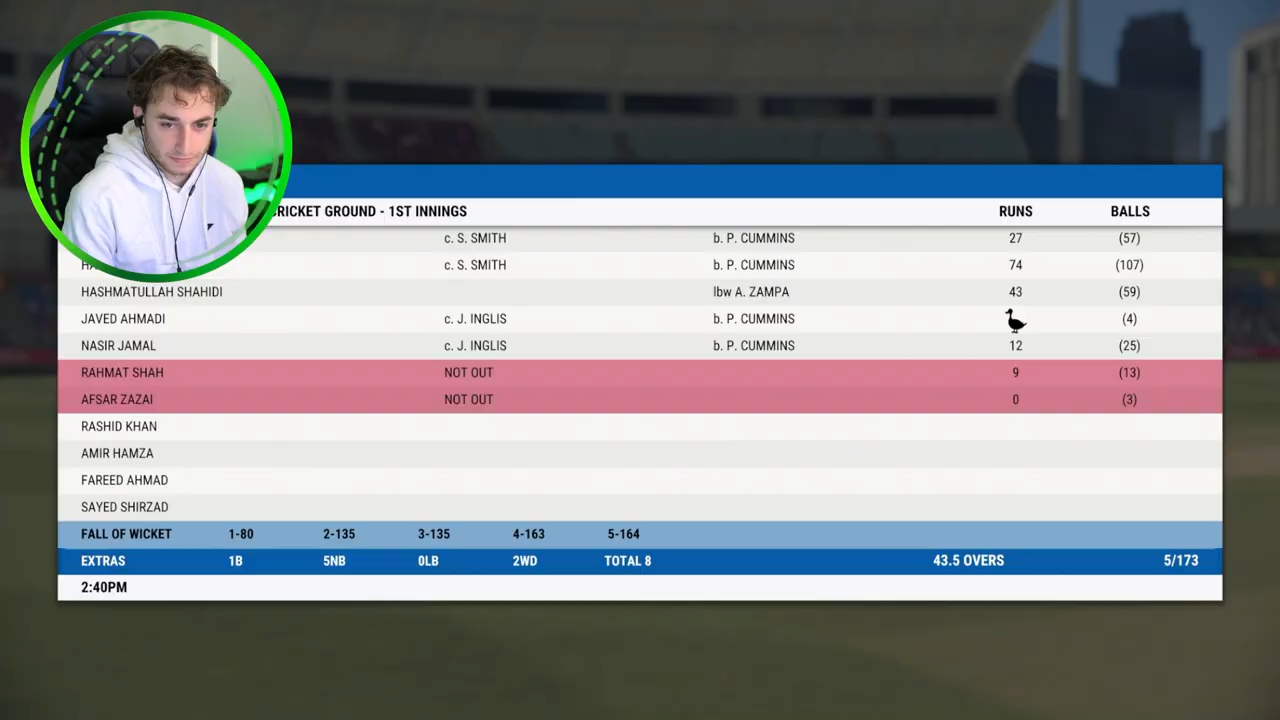 CRICKET GROUND - 1ST INNINGS RUNS BALLS
c. S. SMITH b. P. CUMMINS 27 (57)
c. S. SMITH b. P. CUMMINS 74 (107)
HASHMATULLAH SHAHIDI lbw A. ZAMPA 43 (59)
JAVED AHMADI c. J. INGLIS b. P. CUMMINS (4)
NASIR JAMAL c. J. INGLIS b. P. CUMMINS 12 (25)
RAHMAT SHAH NOT OUT 9 (13)
AFSAR ZAZAI NOT OUT 0 (3)
RASHID KHAN
AMIR HAMZA
FAREED AHMAD
SAYED SHIRZAD
FALL OF WICKET 1-80 2-135 3-135 4-163 5-164
EXTRAS 1B 5NB 0LB 2WD TOTAL 8 43.5 OVERS 5/173
2:40PM